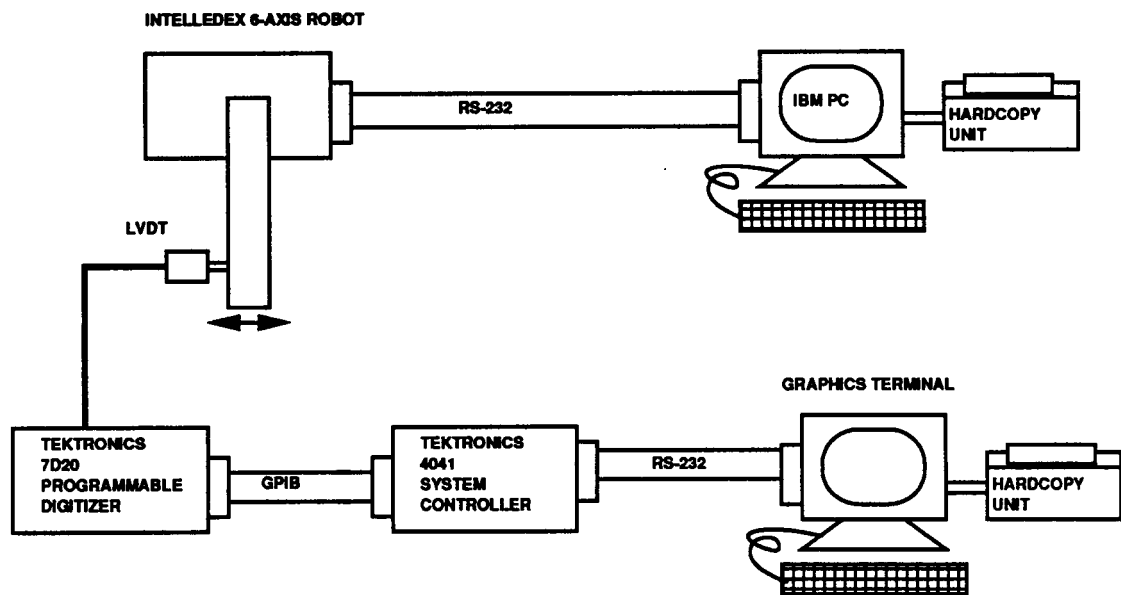 INTELLEDEX 6-AXIS ROBOT
RS-232
IBM PC
HARDCOPY
UNIT
LVDT
GRAPHICS TERMINAL
TEKTRONICS
7D20
PROGRAMMABLE
DIGITIZER
GPIB
TEKTRONICS
4041
SYSTEM
CONTROLLER
RS-232
HARDCOPY
UNIT